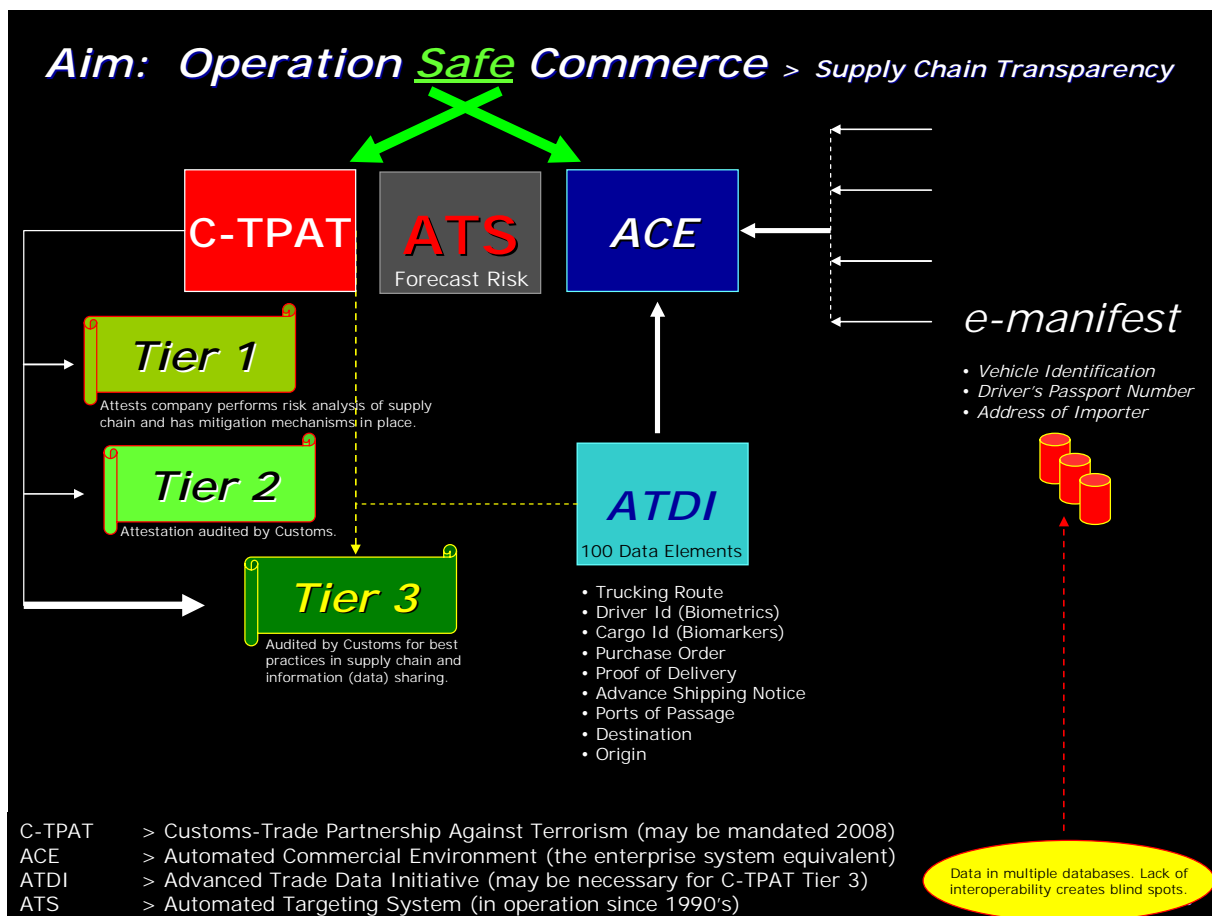 Aim: Operation Safe Commerce > Supply Chain Transparency
C-TPAT
ATS
Forecast Risk
ACE
e-manifest
• Vehicle Identification
• Driver's Passport Number
• Address of Importer
Tier 1
Attests company performs risk analysis of supply
chain and has mitigation mechanisms in place.
Tier 2
Attestation audited by Customs.
Tier 3
Audited by Customs for best
practices in supply chain and
information (data) sharing.
ATDI
100 Data Elements
• Trucking Route
• Driver Id (Biometrics)
• Cargo Id (Biomarkers)
• Purchase Order
• Proof of Delivery
• Advance Shipping Notice
• Ports of Passage
• Destination
• Origin
C-TPAT > Customs-Trade Partnership Against Terrorism (may be mandated 2008)
ACE > Automated Commercial Environment (the enterprise system equivalent)
ATDI > Advanced Trade Data Initiative (may be necessary for C-TPAT Tier 3)
ATS > Automated Targeting System (in operation since 1990's)
Data in multiple databases. Lack of
interoperability creates blind spots.